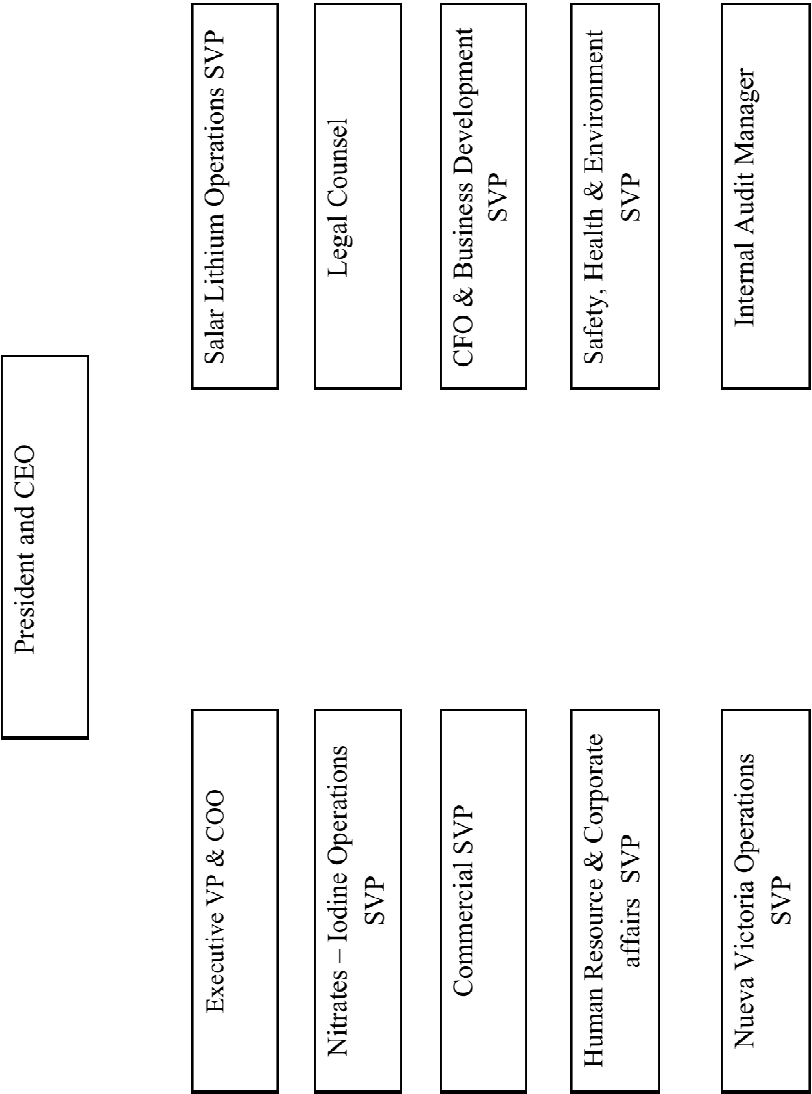 President and CEO
Executive VP & COO
Salar Lithium Operations SVP
Nitrates – Iodine Operations
SVP
Legal Counsel
Commercial SVP
CFO & Business Development
SVP
Human Resource & Corporate
affairs SVP
Safety, Health & Environment
SVP
Nueva Victoria Operations
SVP
Internal Audit Manager